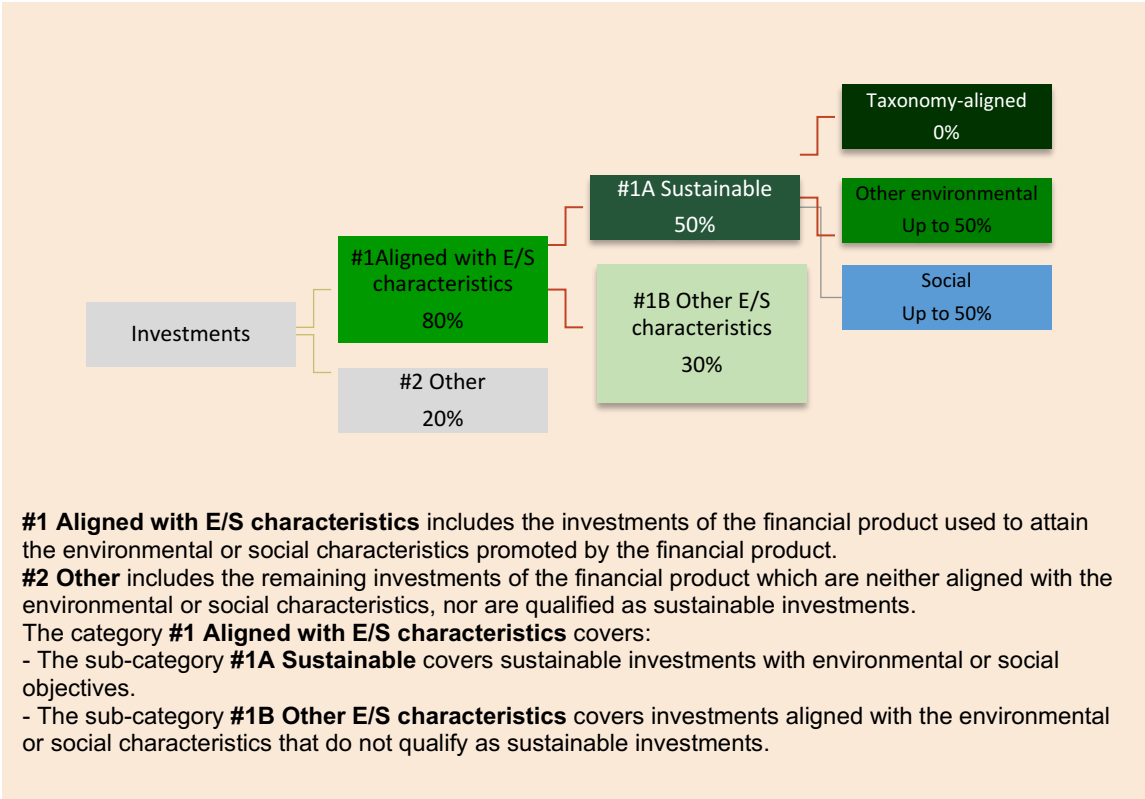 Taxonomy-aligned
0%
#1A Sustainable
50%
Other environmental
Up to 50%
#1Aligned with E/S
characteristics
80%
Social
Up to 50%
#1B Other E/S
characteristics
30%
Investments
#2 Other
20%
#1 Aligned with E/S characteristics includes the investments of the financial product used to attain
the environmental or social characteristics promoted by the financial product.
#2 Other includes the remaining investments of the financial product which are neither aligned with the
environmental or social characteristics, nor are qualified as sustainable investments.
The category #1 Aligned with E/S characteristics covers:
- The sub-category #1A Sustainable covers sustainable investments with environmental or social
objectives.
- The sub-category #1B Other E/S characteristics covers investments aligned with the environmental
or social characteristics that do not qualify as sustainable investments.